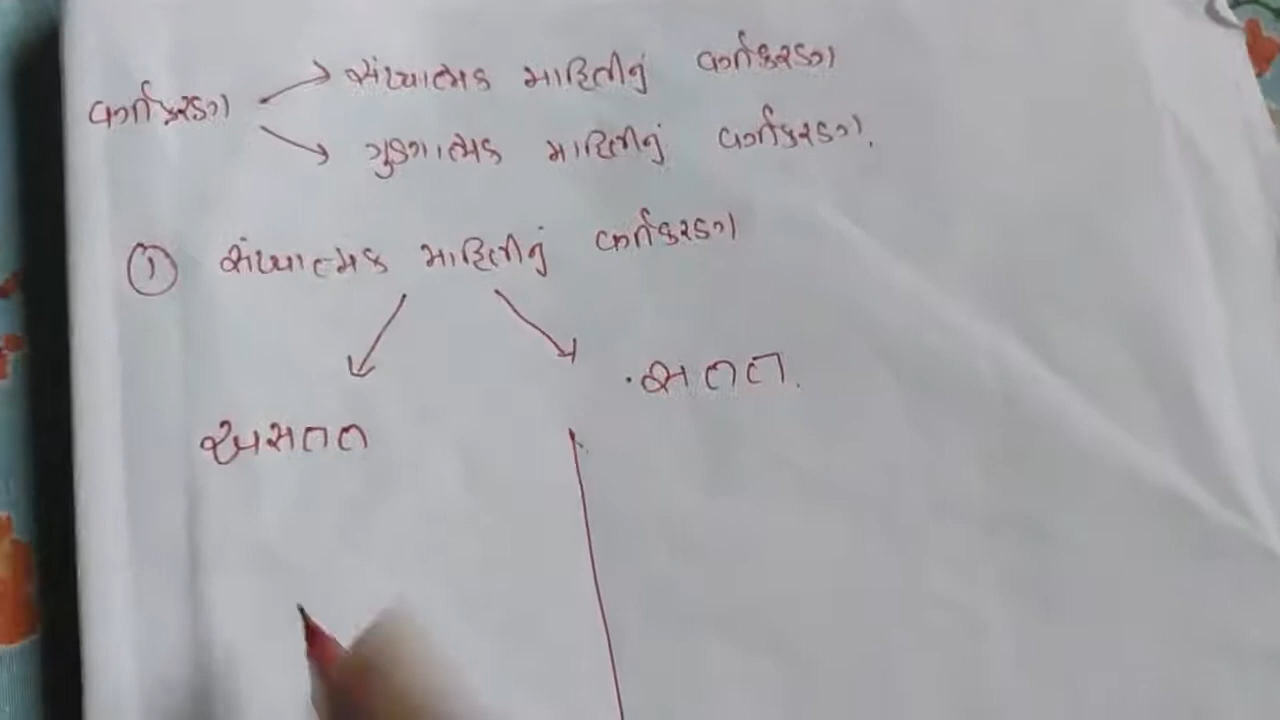 વર્ગીકરણ
સંખ્યાત્મક માહિતીનું વર્ગીકરણ
ગુણાત્મક માહિતીનું વર્ગીકરણ.
① સંખ્યાત્મક માહિતીનું વર્ગીકરણ
·સતત.
અસતત